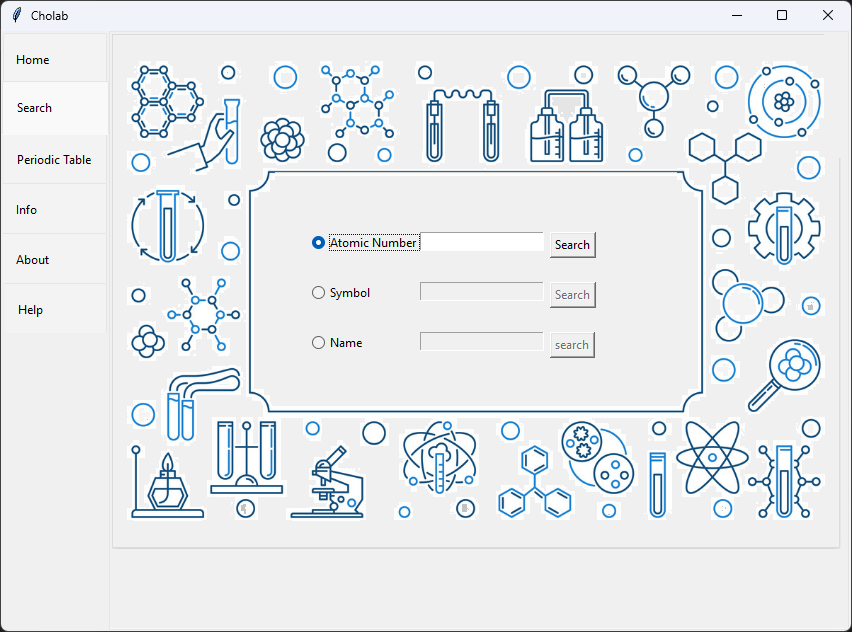 Cholab
Home
Search
Periodic Table
Info
About
Help
Atomic Number Search
Symbol Search
Name search